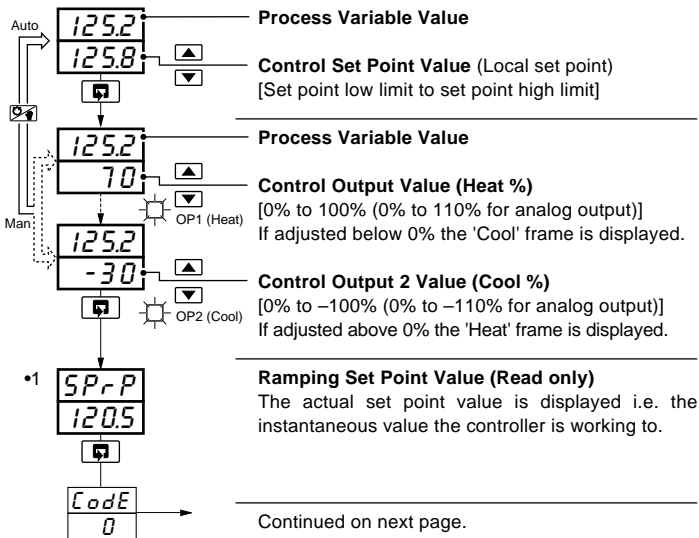 Auto
125.2
Process Variable Value
125.8
Control Set Point Value (Local set point)
[Set point low limit to set point high limit]
125.2
Process Variable Value
70
Control Output Value (Heat %)
[0% to 100% (0% to 110% for analog output)]
If adjusted below 0% the 'Cool' frame is displayed.
OP1 (Heat)
Man
125.2
-30
Control Output 2 Value (Cool %)
[0% to –100% (0% to –110% for analog output)]
If adjusted above 0% the 'Heat' frame is displayed.
OP2 (Cool)
•1
SPrP
120.5
Ramping Set Point Value (Read only)
The actual set point value is displayed i.e. the
instantaneous value the controller is working to.
CodE
0
Continued on next page.